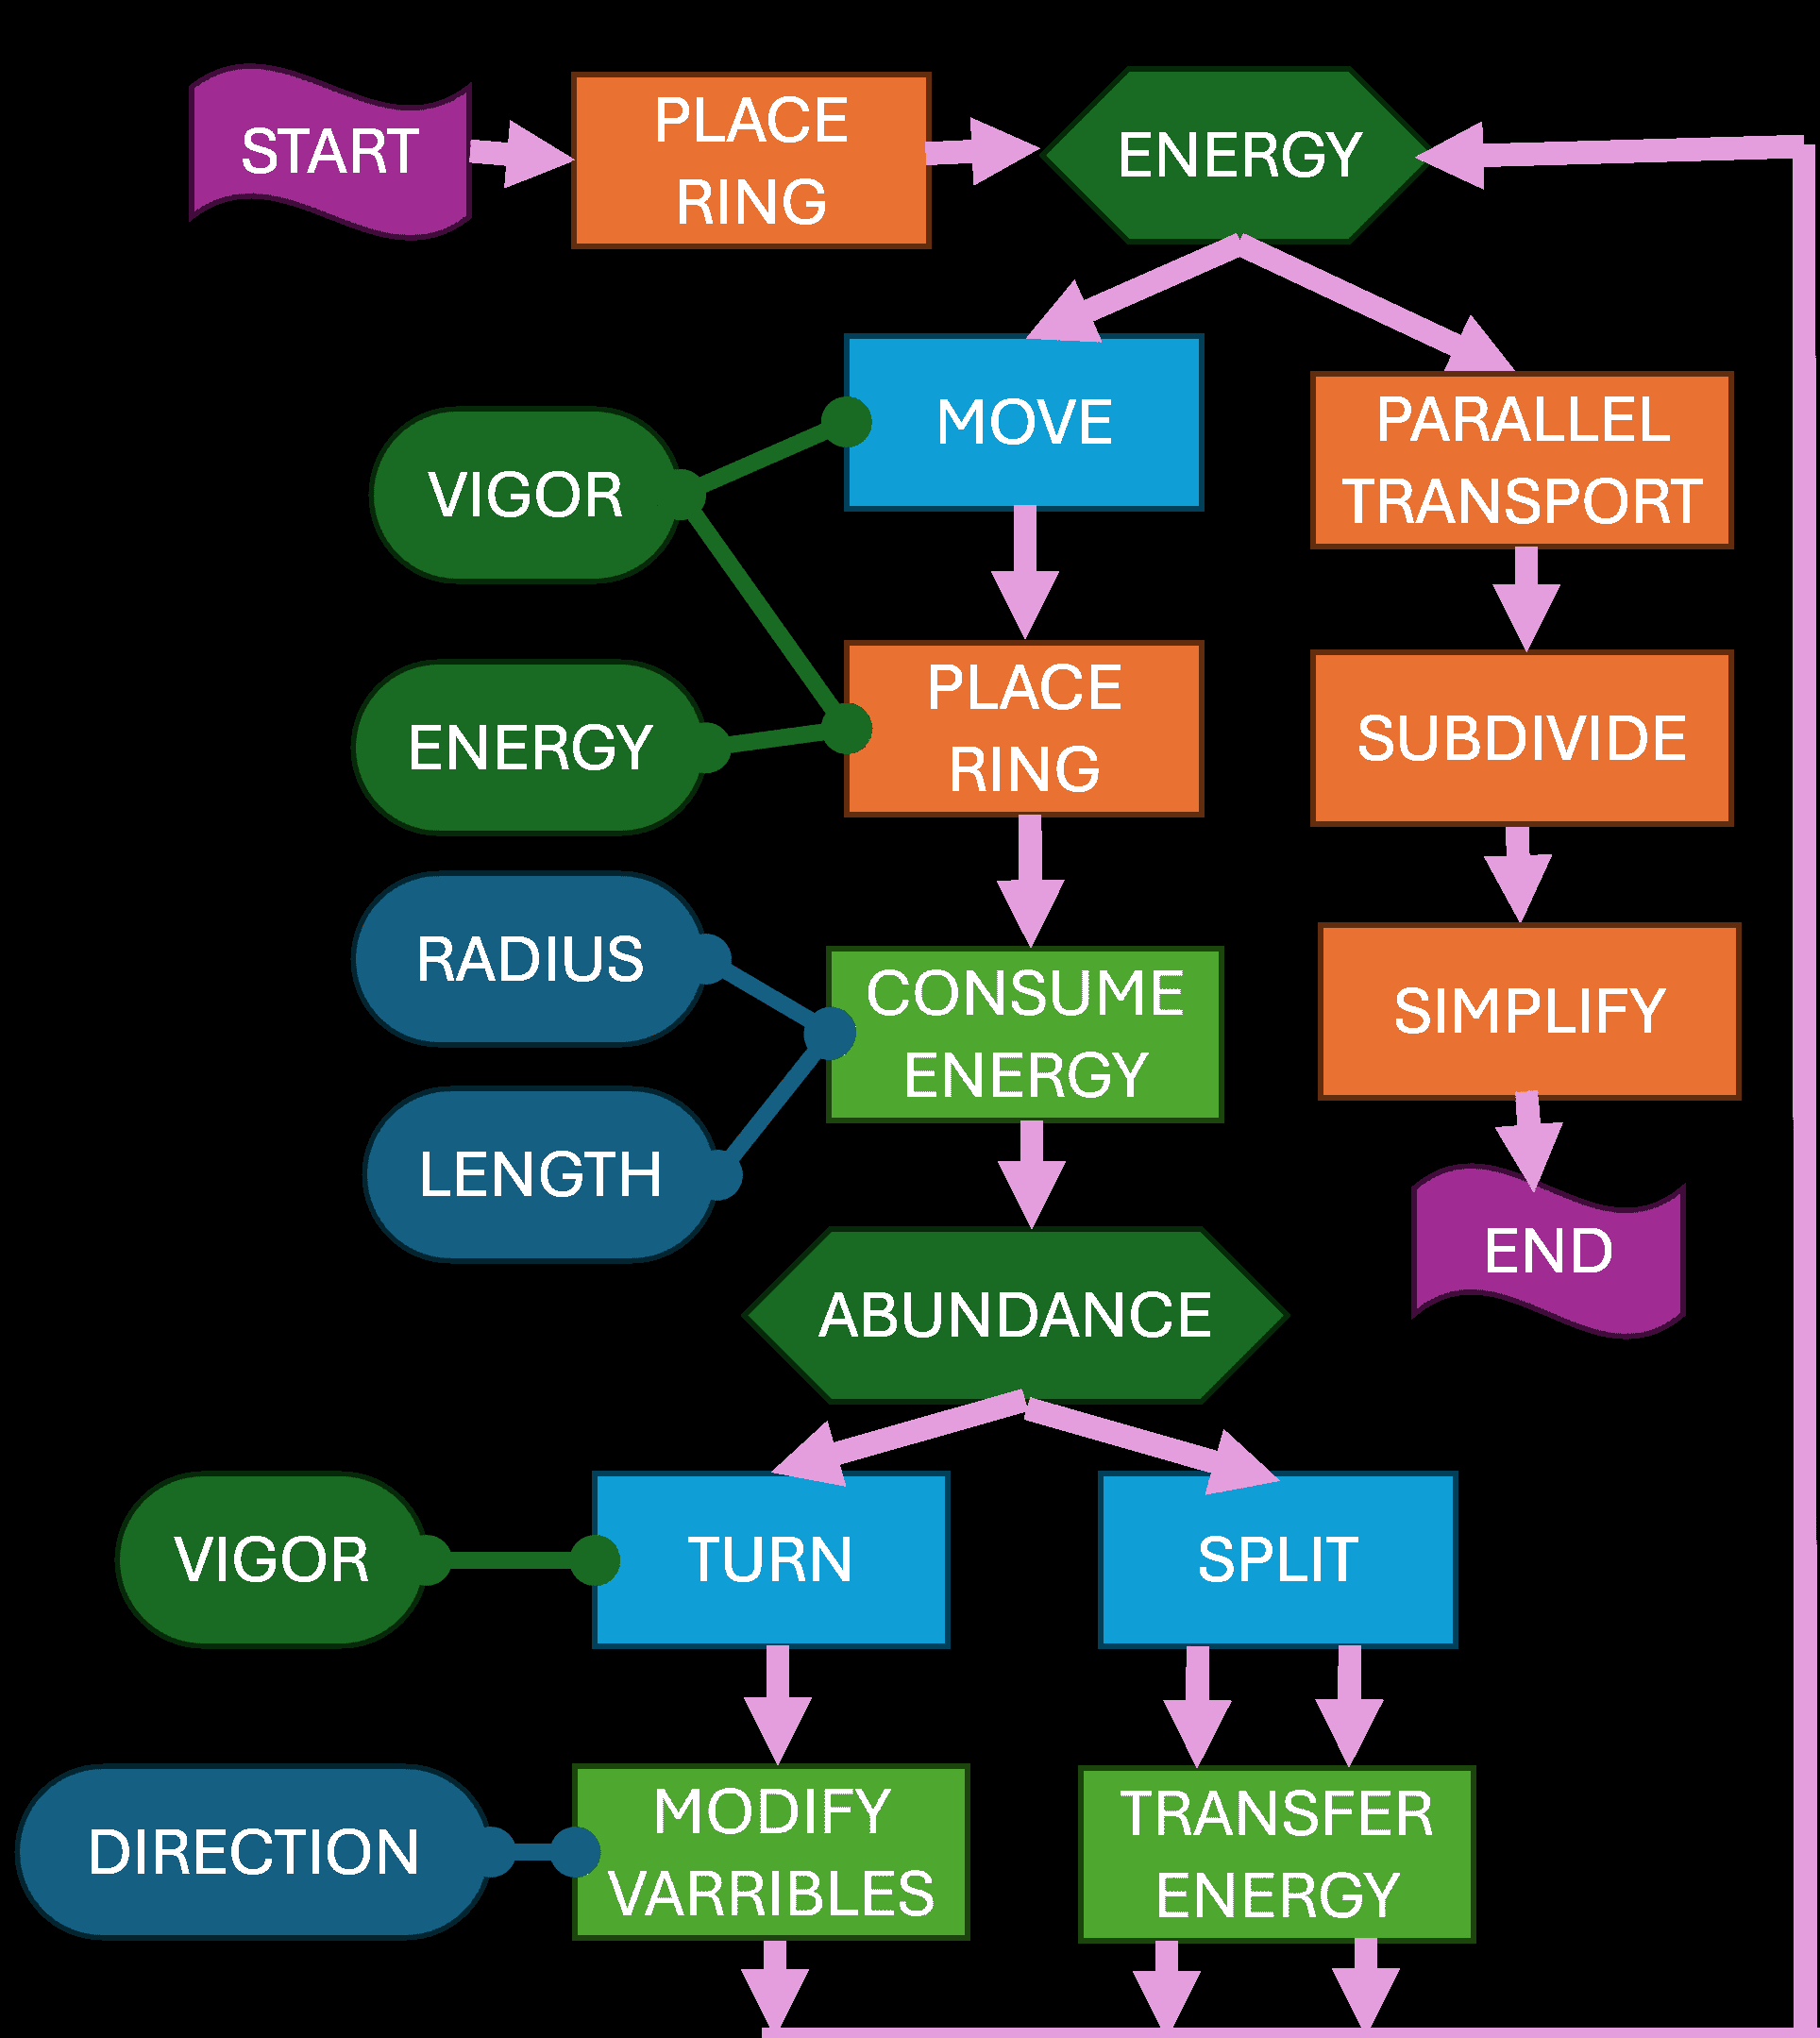 START
PLACE
RING
ENERGY
MOVE
PARALLEL
TRANSPORT
VIGOR
PLACE
RING
ENERGY
SUBDIVIDE
RADIUS
CONSUME
ENERGY
SIMPLIFY
LENGTH
END
ABUNDANCE
VIGOR
TURN
SPLIT
DIRECTION
MODIFY
VARRIBLES
TRANSFER
ENERGY